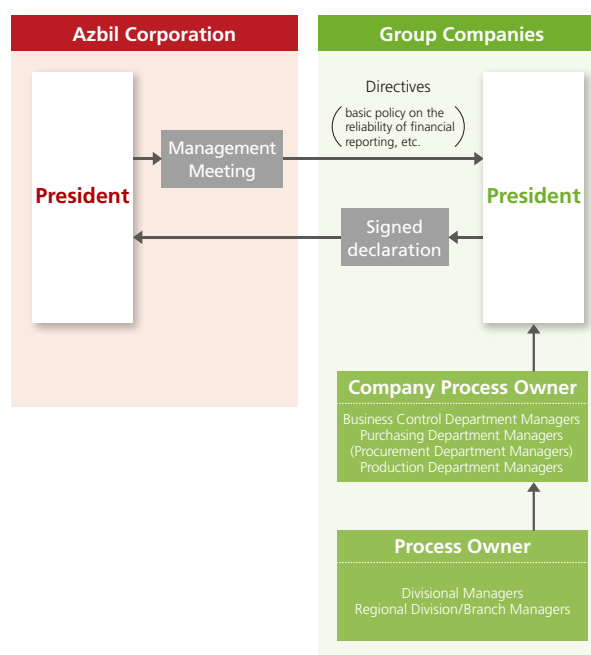 Azbil Corporation
Group Companies
Directives
(basic policy on the
reliability of financial
reporting, etc.)
Management
Meeting
President
President
Signed
declaration
Company Process Owner
Business Control Department Managers
Purchasing Department Managers
(Procurement Department Managers)
Production Department Managers
Process Owner
Divisional Managers
Regional Division/Branch Managers